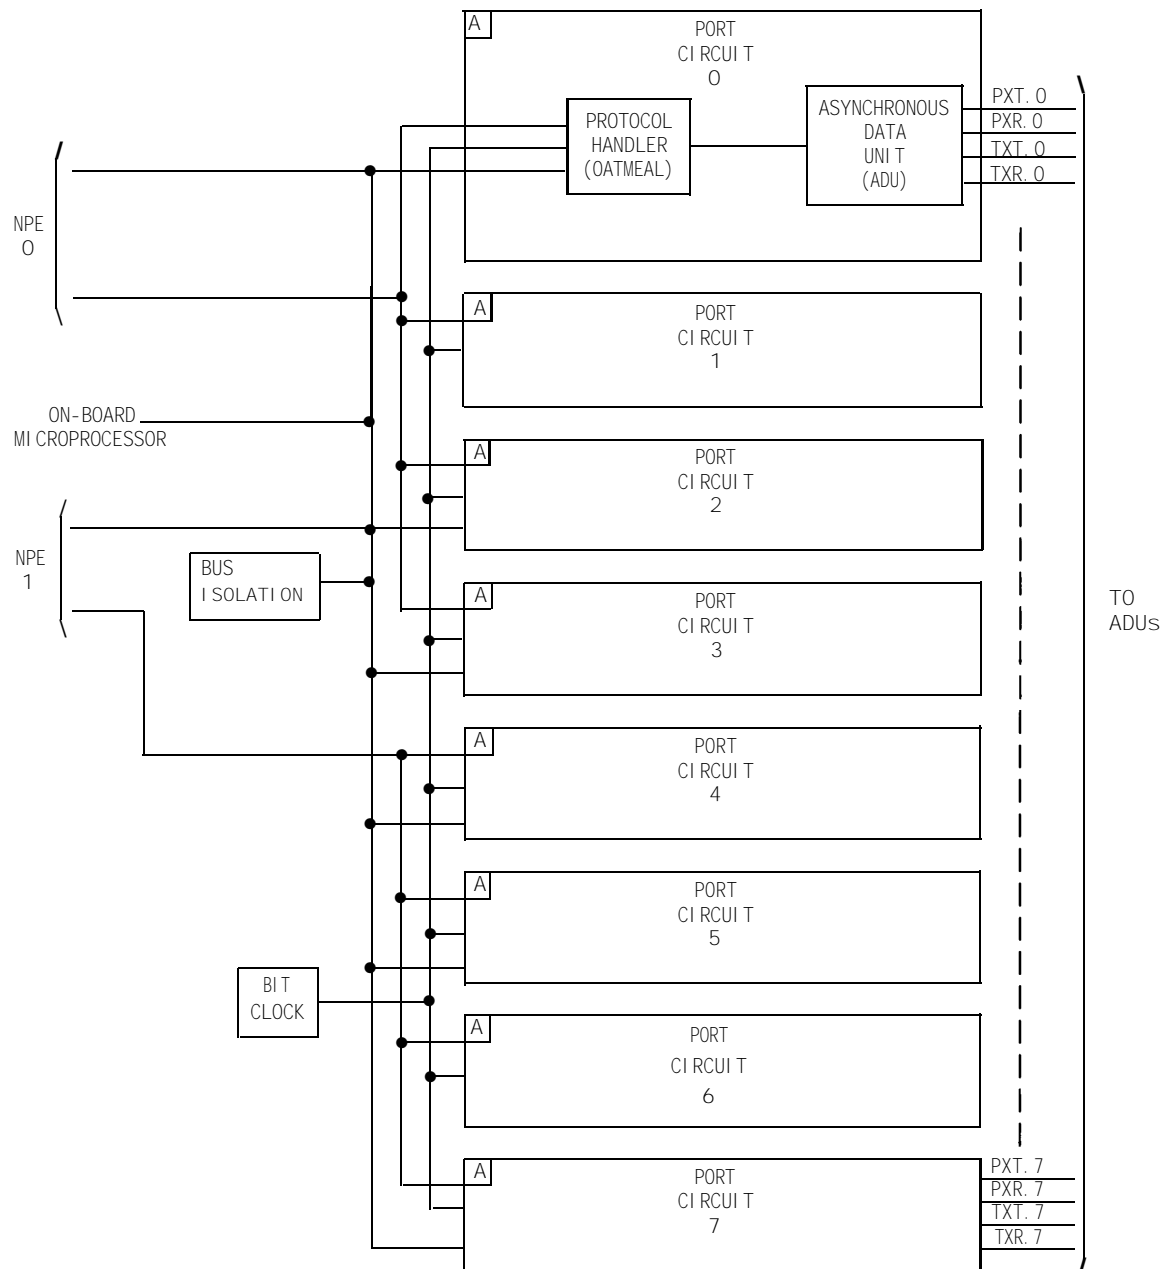 A
PORT
CIRCUIT
0
PROTOCOL
HANDLER
(OATMEAL)
ASYNCHRONOUS
DATA
UNIT
(ADU)
PXT.0
PXR.0
TXT.0
TXR.0
NPE
0
A
PORT
CIRCUIT
1
ON-BOARD
MICROPROCESSOR
A
PORT
CIRCUIT
2
NPE
1
BUS
ISOLATION
A
PORT
CIRCUIT
3
TO
ADUs
A
PORT
CIRCUIT
4
A
PORT
CIRCUIT
5
BIT
CLOCK
A
PORT
CIRCUIT
6
A
PORT
CIRCUIT
7
PXT.7
PXR.7
TXT.7
TXR.7